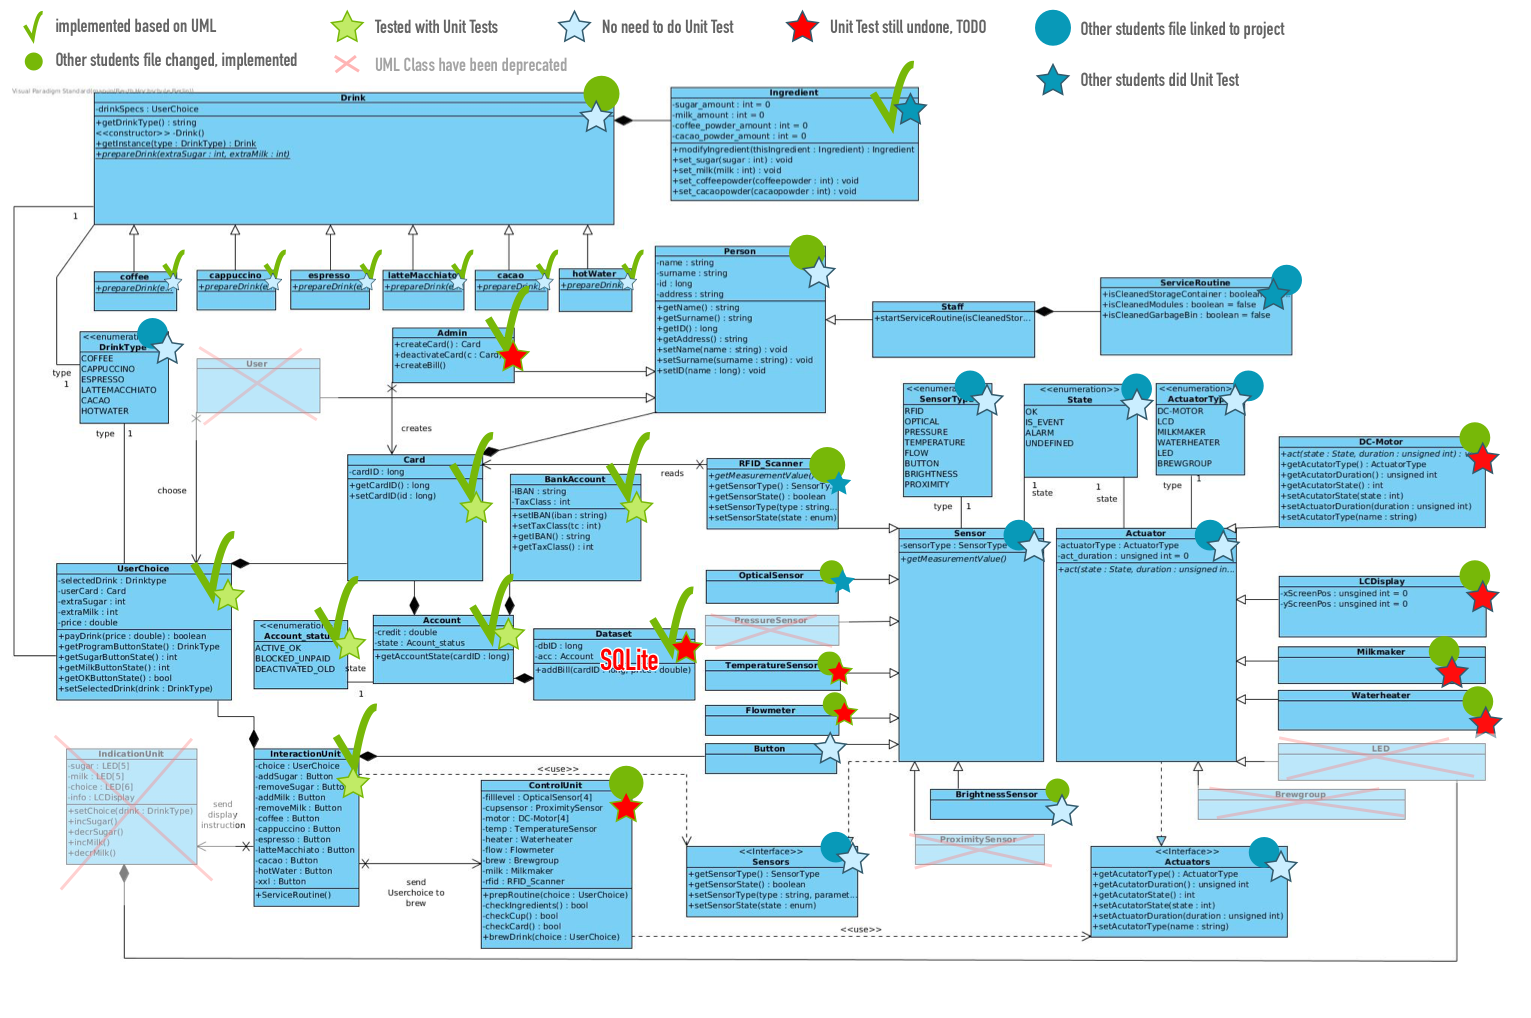 implemented based on UML
Tested with Unit Tests
No need to do Unit Test
Unit Test still undone, TODO
Other students file linked to project
Other students file changed, implemented
UML Class have been deprecated
Other students did Unit Test
Drink
-drinkSpecs : UserChoice
+getDrinkType() : string
<<constructor>> -Drink()
+getInstance(type : DrinkType) : Drink
+prepareDrink(extraSugar : int, extraMilk : int)
Ingredient
-sugar_amount : int = 0
-milk_amount : int = 0
-coffee_powder_amount : int = 0
-cacao_powder_amount : int = 0
+modifyIngredient(thisIngredient : Ingredient) : Ingredient
+set_sugar(sugar : int) : void
+set_milk(milk : int) : void
+set_coffeepowder(coffeepowder : int) : void
+set_cacaopowder(cacaopowder : int) : void
1
coffee
+prepareDrink(e...
cappuccino
+prepareDrink(e
espresso
+prepareDrink(e
latteMacchiato
+prepareDrink(e
cacao
+prepareDrink(
hotWater
+prepareDrink
Person
-name : string
-surname : string
-id : long
-address : string
+getName() : string
+getSurname() : string
+getID() : long
+getAddress() : string
+setName(name : string) : void
+setSurname(surname : string) : void
+setID(name : long) : void
Staff
+startServiceRoutine(isCleanedStor...
ServiceRoutine
+isCleanedStorageContainer : boolean
+isCleanedModules : boolean = false
+isCleanedGarbageBin : boolean = false
Admin
+createCard() : Card
+deactivateCard(c : Card)
+createBill()
<<enumerati
DrinkType
COFFEE
CAPPUCCINO
ESPRESSO
LATTEMACCHIATO
CACAO
HOTWATER
type
1
type 1
User
choose
creates
<<enumera
SensorType
RFID
OPTICAL
PRESSURE
TEMPERATURE
FLOW
BUTTON
BRIGHTNESS
PROXIMITY
type 1
<<enumeration>>
State
OK
IS_EVENT
ALARM
UNDEFINED
1
state
1
state
<<enumeration>
ActuatorType
DC-MOTOR
LCD
MILKMAKER
WATERHEATER
LED
BREWGROUP
type 1
DC-Motor
+act(state : State, duration : unsigned int) :
+getAcutatorType() : ActuatorType
+getAcutatorDuration() : unsigned int
+getAcutatorState() : int
+setAcutatorState(state : int)
+setAcutatorDuration(duration : unsigned int)
+setAcutatorType(name : string)
Card
-cardID : long
+getCardID() : long
+setCardID(id : long)
BankAccount
-IBAN : string
-TaxClass : int
+setIBAN(iban : string)
+setTaxClass(tc : int)
+getIBAN() : string
+getTaxClass() : int
reads
RFID_Scanner
+getMeasurementValue()
+getSensorType() : SensorTy..
+getSensorState() : boolean
+setSensorType(type : string...
+setSensorState(state : enum)
Sensor
-sensorType : SensorType
+getMeasurementValue()
Actuator
-actuatorType : ActuatorType
-act_duration : unsigned int = 0
+act(state : State, duration : unsigned in...
UserChoice
-selectedDrink : Drinktype
-userCard : Card
-extraSugar : int
-extraMilk : int
-price : double
+payDrink(price : double) : boolean
+getProgramButtonState() : DrinkType
+getSugarButtonState() : int
+getMilkButtonState() : int
+getOKButtonState() : bool
+setSelectedDrink(drink : DrinkType)
<<enumeration
Account_status
ACTIVE_OK
BLOCKED_UNPAID
DEACTIVATED_OLD
state
1
Account
-credit : double
-state : Acount_status
+getAccountState(cardID : long)
Dataset
-dbID : long
-acc : Account
+addBill(cardID : long, price : double)
SQLite
OpticalSensor
PressureSensor
TemperatureSensor
Flowmeter
Button
LCDisplay
-xScreenPos : unsgined int = 0
-yScreenPos : unsigned int = 0
Milkmaker
Waterheater
LED
Brewgroup
BrightnessSensor
ProximitySensor
IndicationUnit
-sugar : LED[5]
-milk : LED[5]
-choice : LED[6]
-info : LCDisplay
+setChoice(drink : DrinkType)
+incSugar()
+decrSugar()
+incMilk()
+decrMilk()
send
display
instruction
InteractionUnit
-choice : UserChoice
-addSugar : Button
-removeSugar : Button
-addMilk : Button
-removeMilk : Button
-coffee : Button
-cappuccino : Button
-espresso : Button
-latteMacchiato : Button
-cacao : Button
-hotWater : Button
-xxl : Button
+ServiceRoutine()
send
Userchoice to
brew
<<use>>
ControlUnit
-filllevel : OpticalSensor[4]
-cupsensor : ProximitySensor
-motor : DC-Motor[4]
-temp : TemperatureSensor
-heater : Waterheater
-flow : Flowmeter
-brew : Brewgroup
-milk : Milkmaker
-rfid : RFID_Scanner
+prepRoutine(choice : UserChoice)
-checkIngredients() : bool
-checkCup() : bool
-checkCard() : bool
+brewDrink(choice : UserChoice)
<<Interface>>
Sensors
+getSensorType() : SensorType
+getSensorState() : boolean
+setSensorType(type : string, paramet...
+setSensorState(state : enum)
<<use>>
<<Interface>>
Actuators
+getAcutatorType() : ActuatorType
+getAcutatorDuration() : unsigned int
+getAcutatorState() : int
+setAcutatorState(state : int)
+setAcutatorDuration(duration : unsigned int)
+setAcutatorType(name : string)